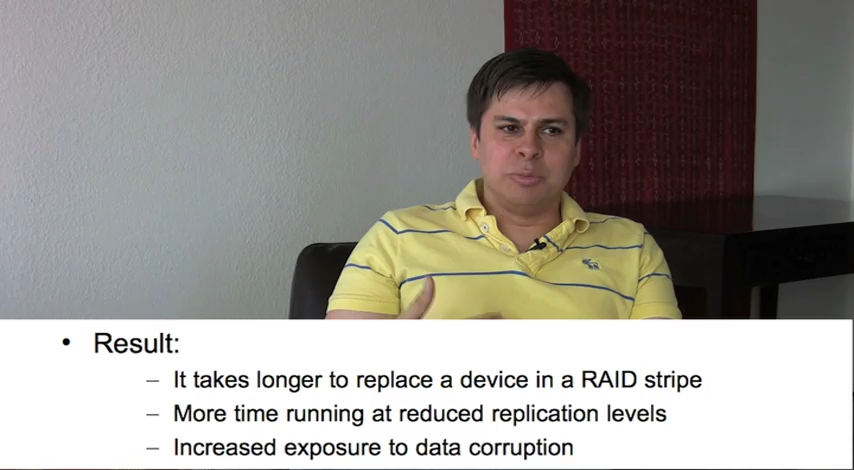 • Result:
– It takes longer to replace a device in a RAID stripe
– More time running at reduced replication levels
– Increased exposure to data corruption